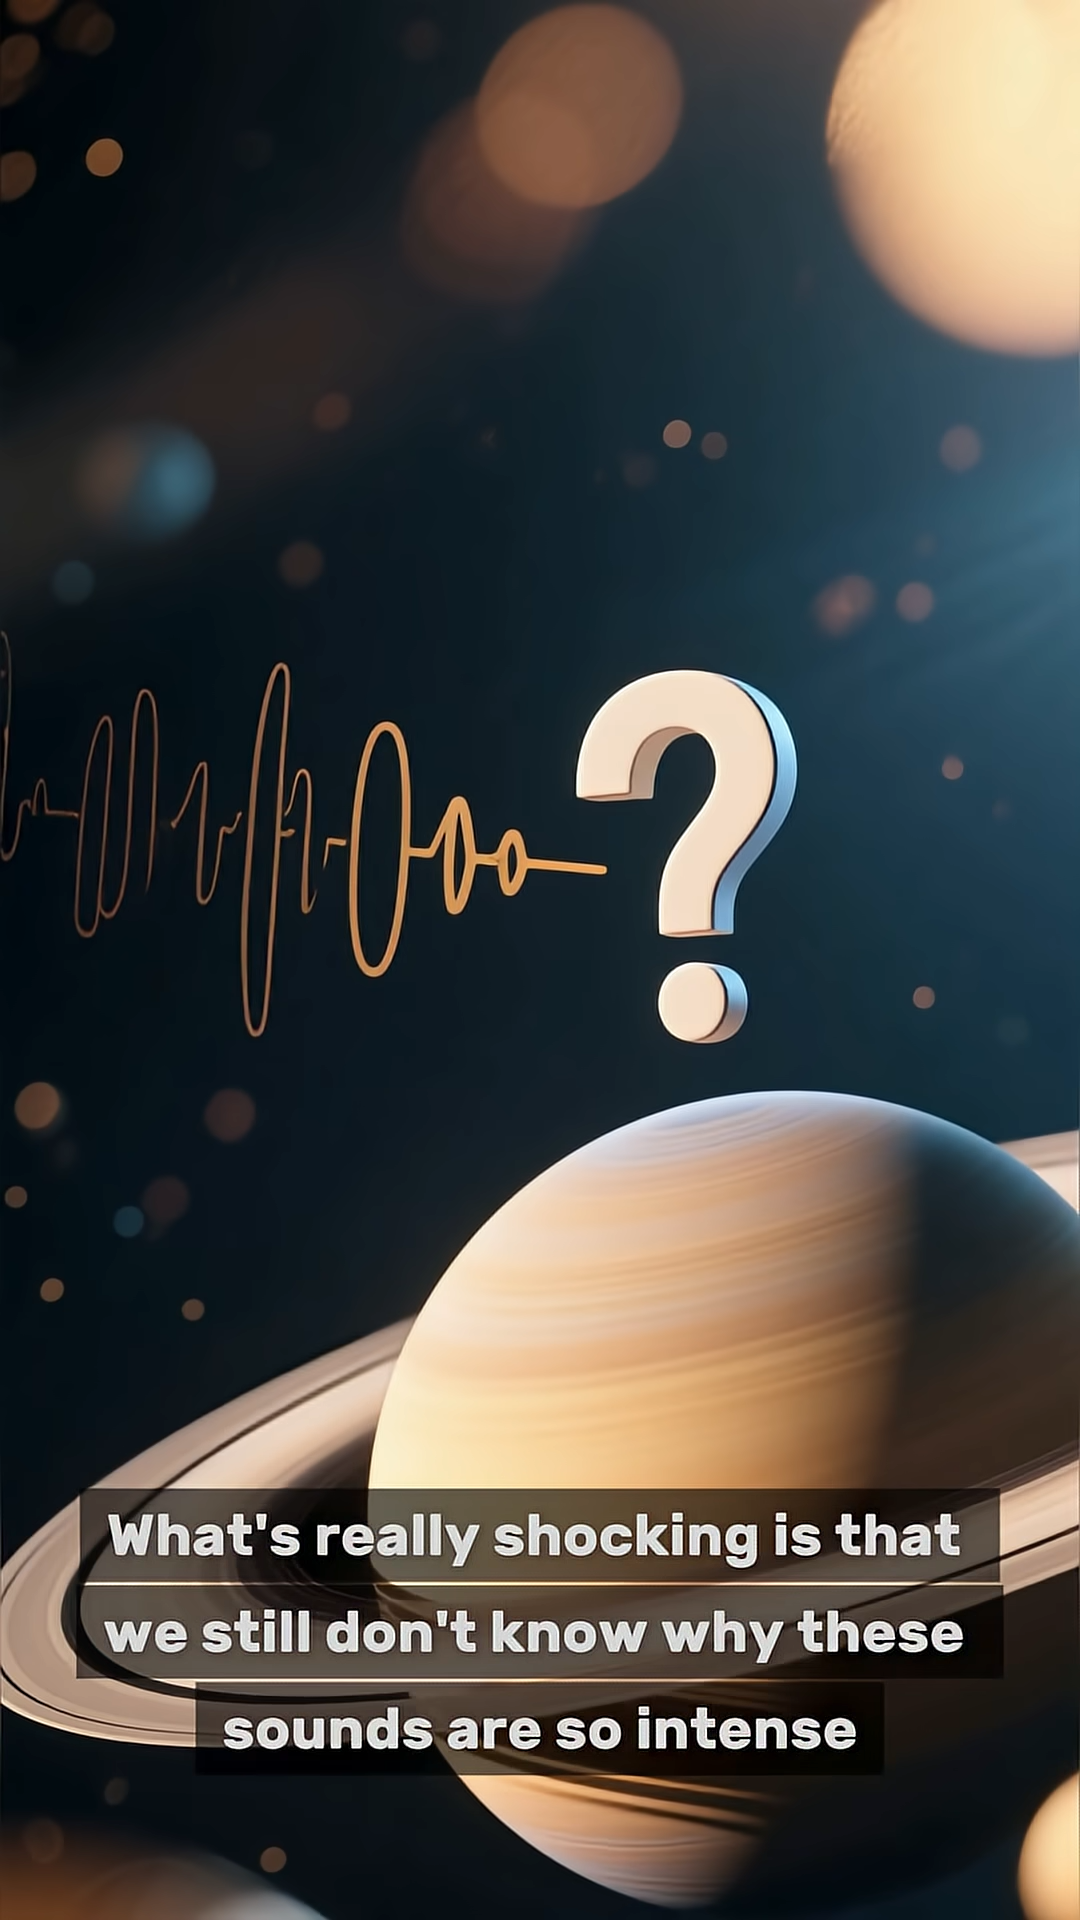 ?
What's really shocking is that
we still don't know why these
sounds are so intense